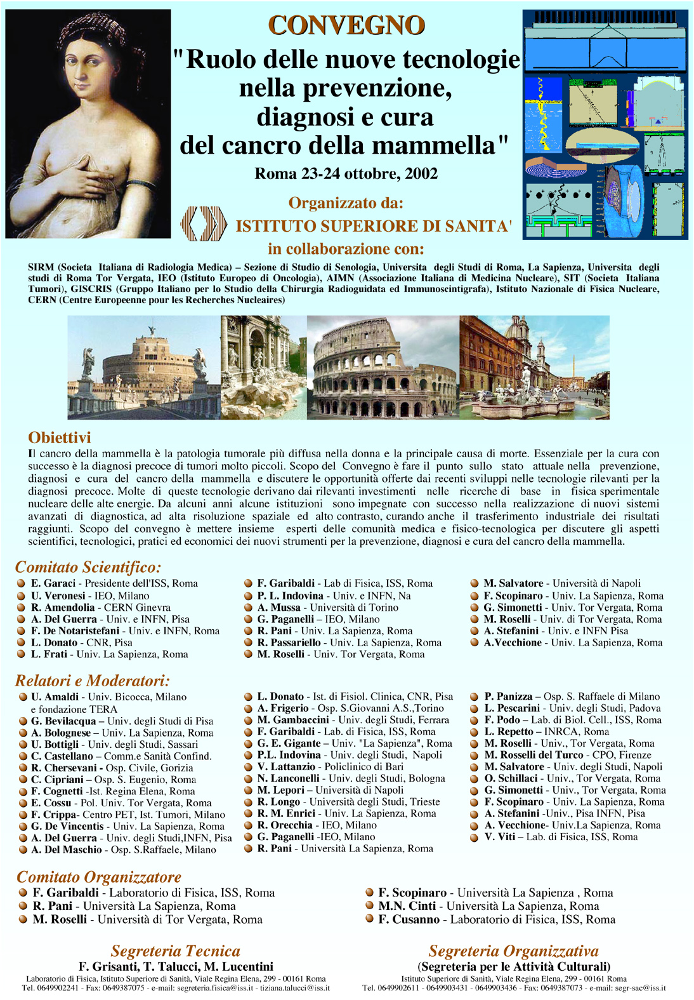 CONVEGNO
"Ruolo delle nuove tecnologie
nella prevenzione,
diagnosi e cura
del cancro della mammella"
Roma 23-24 ottobre, 2002
Organizzato da:
ISTITUTO SUPERIORE DI SANITA'
in collaborazione con:
SIRM (Societa Italiana di Radiologia Medica) – Sezione di Studio di Senologia, Universita degli Studi di Roma, La Sapienza, Universita degli
studi di Roma Tor Vergata, IEO (Istituto Europeo di Oncologia), AIMN (Associazione Italiana di Medicina Nucleare), SIT (Societa Italiana
Tumori), GISCRIS (Gruppo Italiano per lo Studio della Chirurgia Radioguidata ed Immunoscintigrafa), Istituto Nazionale di Fisica Nucleare,
CERN (Centre Europeenne pour les Recherches Nucleaires)
Obiettivi
Il cancro della mammella è la patologia tumorale più diffusa nella donna e la principale causa di morte. Essenziale per la cura con
successo è la diagnosi precoce di tumori molto piccoli. Scopo del Convegno è fare il punto sullo stato attuale nella prevenzione,
diagnosi e cura del cancro della mammella e discutere le opportunità offerte dai recenti sviluppi nelle tecnologie rilevanti per la
diagnosi precoce. Molte di queste tecnologie derivano dai rilevanti investimenti nelle ricerche di base in fisica sperimentale
nucleare delle alte energie. Da alcuni anni alcune istituzioni sono impegnate con successo nella realizzazione di nuovi sistemi
avanzati di diagnostica, ad alta risoluzione spaziale ed alto contrasto, curando anche il trasferimento industriale dei risultati
raggiunti. Scopo del convegno è mettere insieme esperti delle comunità medica e fisico-tecnologica per discutere gli aspetti
scientifici, tecnologici, pratici ed economici dei nuovi strumenti per la prevenzione, diagnosi e cura del cancro della mammella.
Comitato Scientifico:
E. Garaci - Presidente dell'ISS, Roma
U. Veronesi - IEO, Milano
R. Amendolia - CERN Ginevra
A. Del Guerra - Univ. e INFN, Pisa
F. De Notaristefani - Univ. e INFN, Roma
L. Donato - CNR, Pisa
L. Frati - Univ. La Sapienza, Roma
F. Garibaldi - Lab di Fisica, ISS, Roma
P. L. Indovina - Univ. e INFN, Na
A. Mussa - Università di Torino
G. Paganelli – IEO, Milano
R. Pani - Univ. La Sapienza, Roma
R. Passariello - Univ. La Sapienza, Roma
M. Roselli - Univ. Tor Vergata, Roma
M. Salvatore - Università di Napoli
F. Scopinaro - Univ. La Sapienza, Roma
G. Simonetti - Univ. Tor Vergata, Roma
M. Roselli - Univ. di Tor Vergata, Roma
A. Stefanini - Univ. e INFN Pisa
A.Vecchione - Univ. La Sapienza, Roma
Relatori e Moderatori:
U. Amaldi - Univ. Bicocca, Milano
e fondazione TERA
G. Bevilacqua – Univ. degli Studi di Pisa
A. Bolognese – Univ. La Sapienza, Roma
U. Bottigli - Univ. degli Studi, Sassari
C. Castellano – Comm.e Sanità Confind.
R. Chersevani - Osp. Civile, Gorizia
C. Cipriani – Osp. S. Eugenio, Roma
F. Cognetti -Ist. Regina Elena, Roma
E. Cossu - Pol. Univ. Tor Vergata, Roma
F. Crippa- Centro PET, Ist. Tumori, Milano
G. De Vincentis - Univ. La Sapienza, Roma
A. Del Guerra - Univ. degli Studi,INFN, Pisa
A. Del Maschio - Osp. S.Raffaele, Milano
L. Donato - Ist. di Fisiol. Clinica, CNR, Pisa
A. Frigerio - Osp. S.Giovanni A.S.,Torino
M. Gambaccini - Univ. degli Studi, Ferrara
F. Garibaldi - Lab. di Fisica, ISS, Roma
G. E. Gigante – Univ. "La Sapienza", Roma
P.L. Indovina - Univ. degli Studi, Napoli
V. Lattanzio - Policlinico di Bari
N. Lanconelli - Univ. degli Studi, Bologna
M. Lepori – Università di Napoli
R. Longo - Università degli Studi, Trieste
R. M. Enrici - Univ. La Sapienza, Roma
R. Orecchia - IEO, Milano
G. Paganelli -IEO, Milano
R. Pani - Università La Sapienza, Roma
P. Panizza – Osp. S. Raffaele di Milano
L. Pescarini - Univ. degli Studi, Padova
F. Podo – Lab. di Biol. Cell., ISS, Roma
L. Repetto – INRCA, Roma
M. Roselli - Univ., Tor Vergata, Roma
M. Rosselli del Turco - CPO, Firenze
M. Salvatore - Univ. degli Studi, Napoli
O. Schillaci - Univ., Tor Vergata, Roma
G. Simonetti - Univ., Tor Vergata, Roma
F. Scopinaro - Univ. La Sapienza, Roma
A. Stefanini -Univ., Pisa INFN, Pisa
A. Vecchione- Univ.La Sapienza, Roma
V. Viti – Lab. di Fisica, ISS, Roma
Comitato Organizzatore
F. Garibaldi - Laboratorio di Fisica, ISS, Roma
R. Pani - Università La Sapienza, Roma
M. Roselli - Università di Tor Vergata, Roma
F. Scopinaro - Università La Sapienza , Roma
M.N. Cinti - Università La Sapienza, Roma
F. Cusanno - Laboratorio di Fisica, ISS, Roma
Segreteria Tecnica
F. Grisanti, T. Talucci, M. Lucentini
Laboratorio di Fisica, Istituto Superiore di Sanità, Viale Regina Elena, 299 - 00161 Roma
Tel. 0649902241 - Fax: 0649387075 - e-mail: segreteria.fisica@iss.it - tiziana.talucci@iss.it
Segreteria Organizzativa
(Segreteria per le Attività Culturali)
Istituto Superiore di Sanità, Viale Regina Elena, 299 - 00161 Roma
Tel. 0649902611 - 0649903431 - 0649903436 - Fax: 0649387073 - e-mail: segr-sac@iss.it